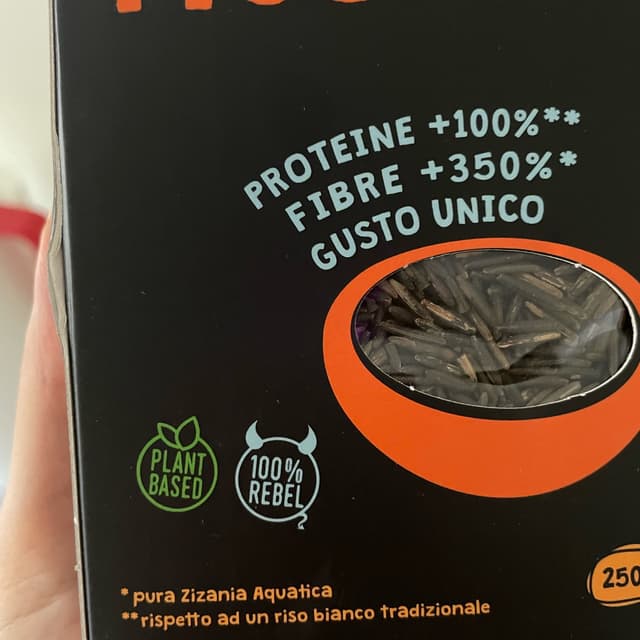 PROTEINE +100%**
FIBRE +350%*
GUSTO UNICO
PLANT
BASED
100%
REBEL
250
* pura Zizania Aquatica
**rispetto ad un riso bianco tradizionale